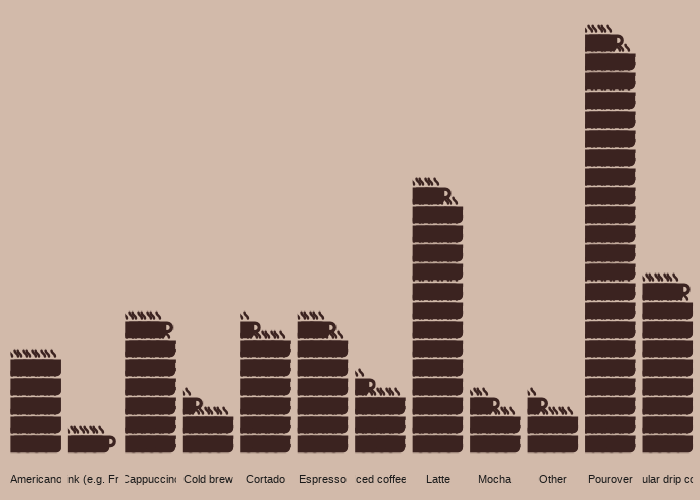 Americano
nk (e.g. Fr
Cappuccino
Cold brew
Cortado
Espresso
ced coffee
Latte
Mocha
Other
Pourover
ular drip co